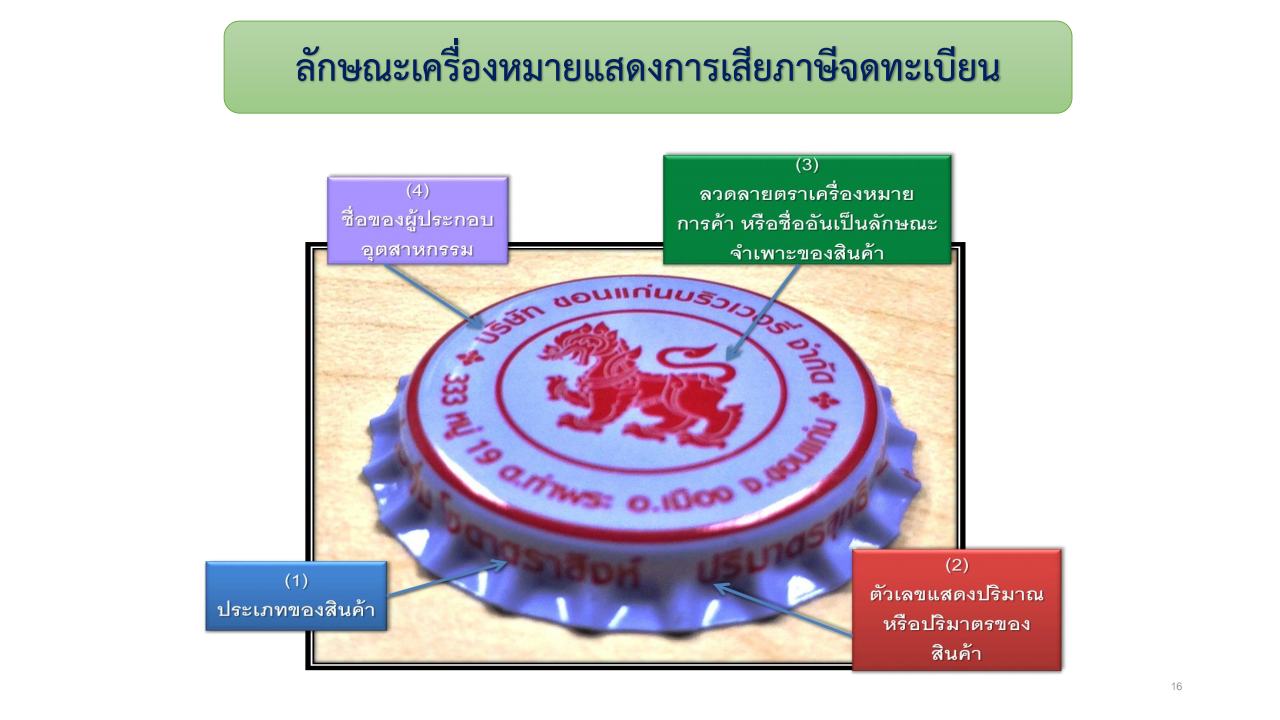 ลักษณะเครื่องหมายแสดงการเสียภาษีจดทะเบียน
(4)
ชื่อของผู้ประกอบ
อุตสาหกรรม
(3)
ลวดลายตราเครื่องหมาย
การค้า หรือชื่ออันเป็นลักษณะ
จำเพาะของสินค้า
บริษัท ขอนแก่นบริวเวอรี่ จำกัด
333 หมู่ 19 ต.ท่าพระ อ.เมือง จ.ขอนแก่น
โซดาตราสิงห์ ปริมาตรสุทธิ
(1)
ประเภทของสินค้า
(2)
ตัวเลขแสดงปริมาณ
หรือปริมาตรของ
สินค้า
16